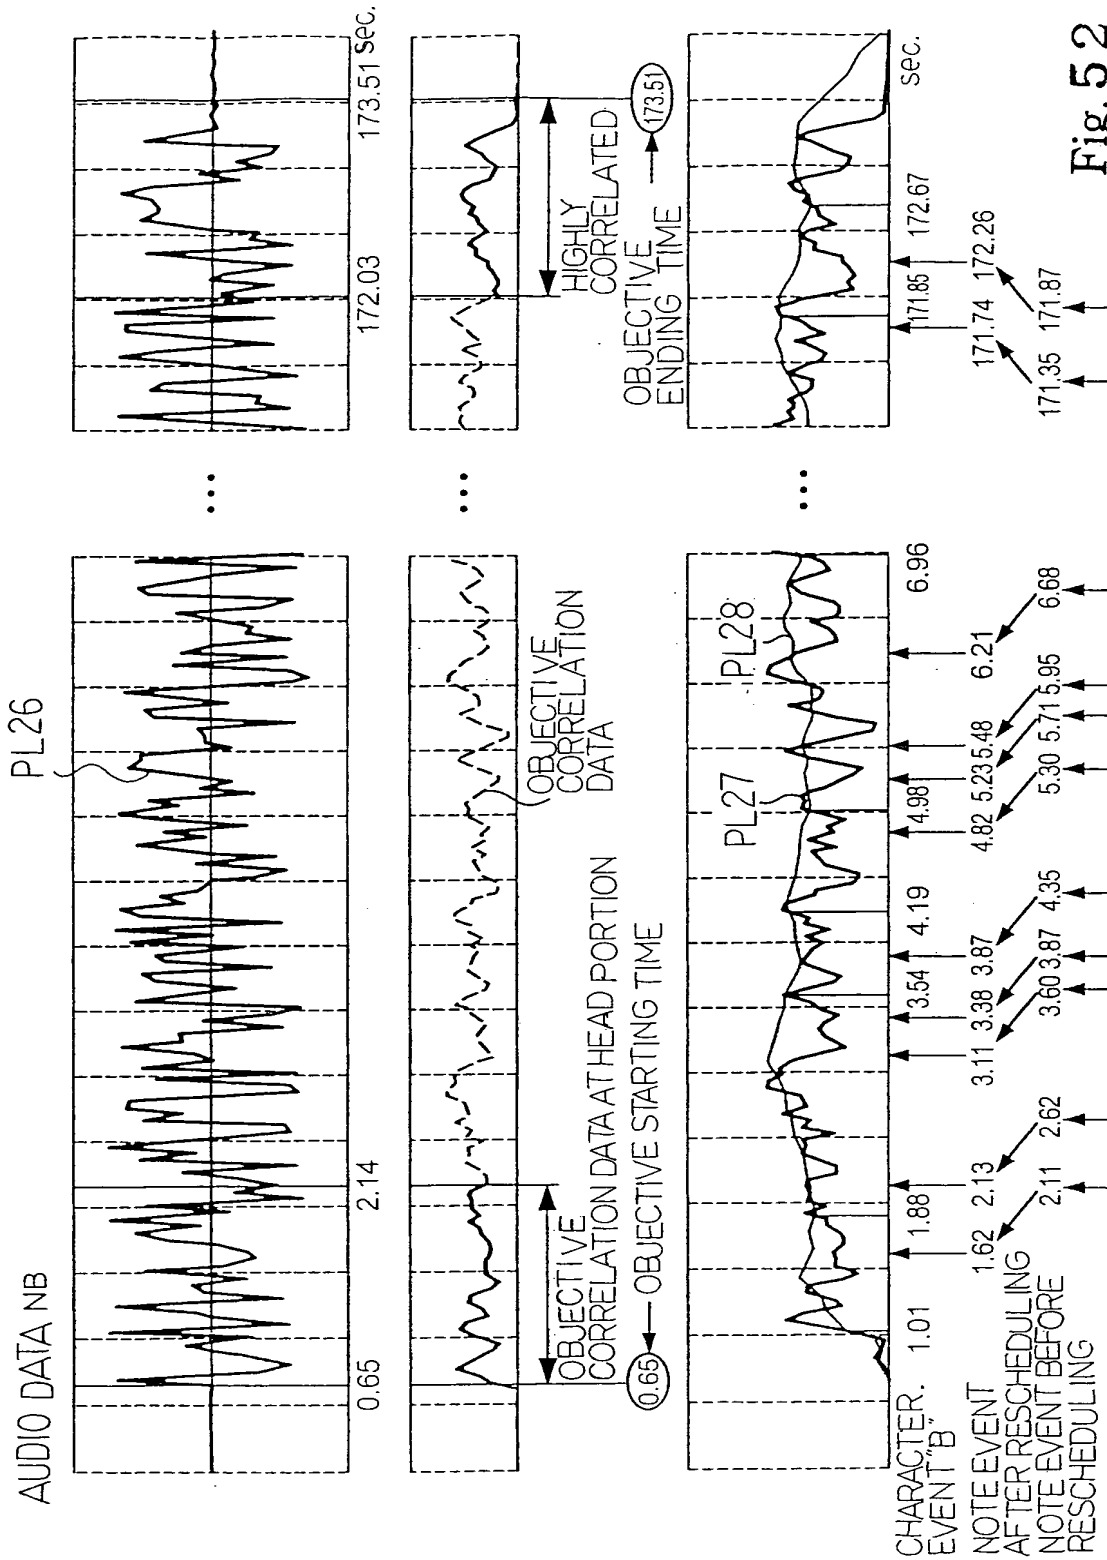 AUDIO DATA NB
PL26
0.65
2.14
172.03
173.51 sec.
OBJECTIVE
CORRELATION
DATA
OBJECTIVE
CORRELATION DATA AT HEAD PORTION
0.65
OBJECTIVE STARTING TIME
HIGHLY
CORRELATED
OBJECTIVE
ENDING TIME
173.51
PL27
PL28
CHARACTER.
EVENT"B"
1.01
1.88
3.54
4.19
4.98
6.96
171.85
172.67
sec.
NOTE EVENT
AFTER RESCHEDULING
1.62
2.13
3.11
3.38
3.87
4.82
5.23
5.48
6.21
171.74
172.26
NOTE EVENT BEFORE
RESCHEDULING
2.11
2.62
3.60
3.87
4.35
5.30
5.71
5.95
6.68
171.35
171.87
Fig. 52